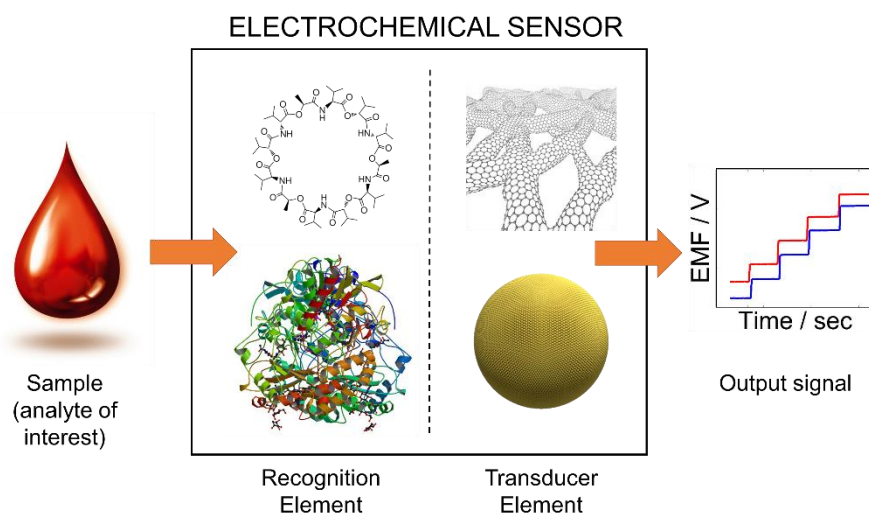 ELECTROCHEMICAL SENSOR
Sample
(analyte of
interest)
Recognition
Element
Transducer
Element
EMF / V
Time / sec
Output signal